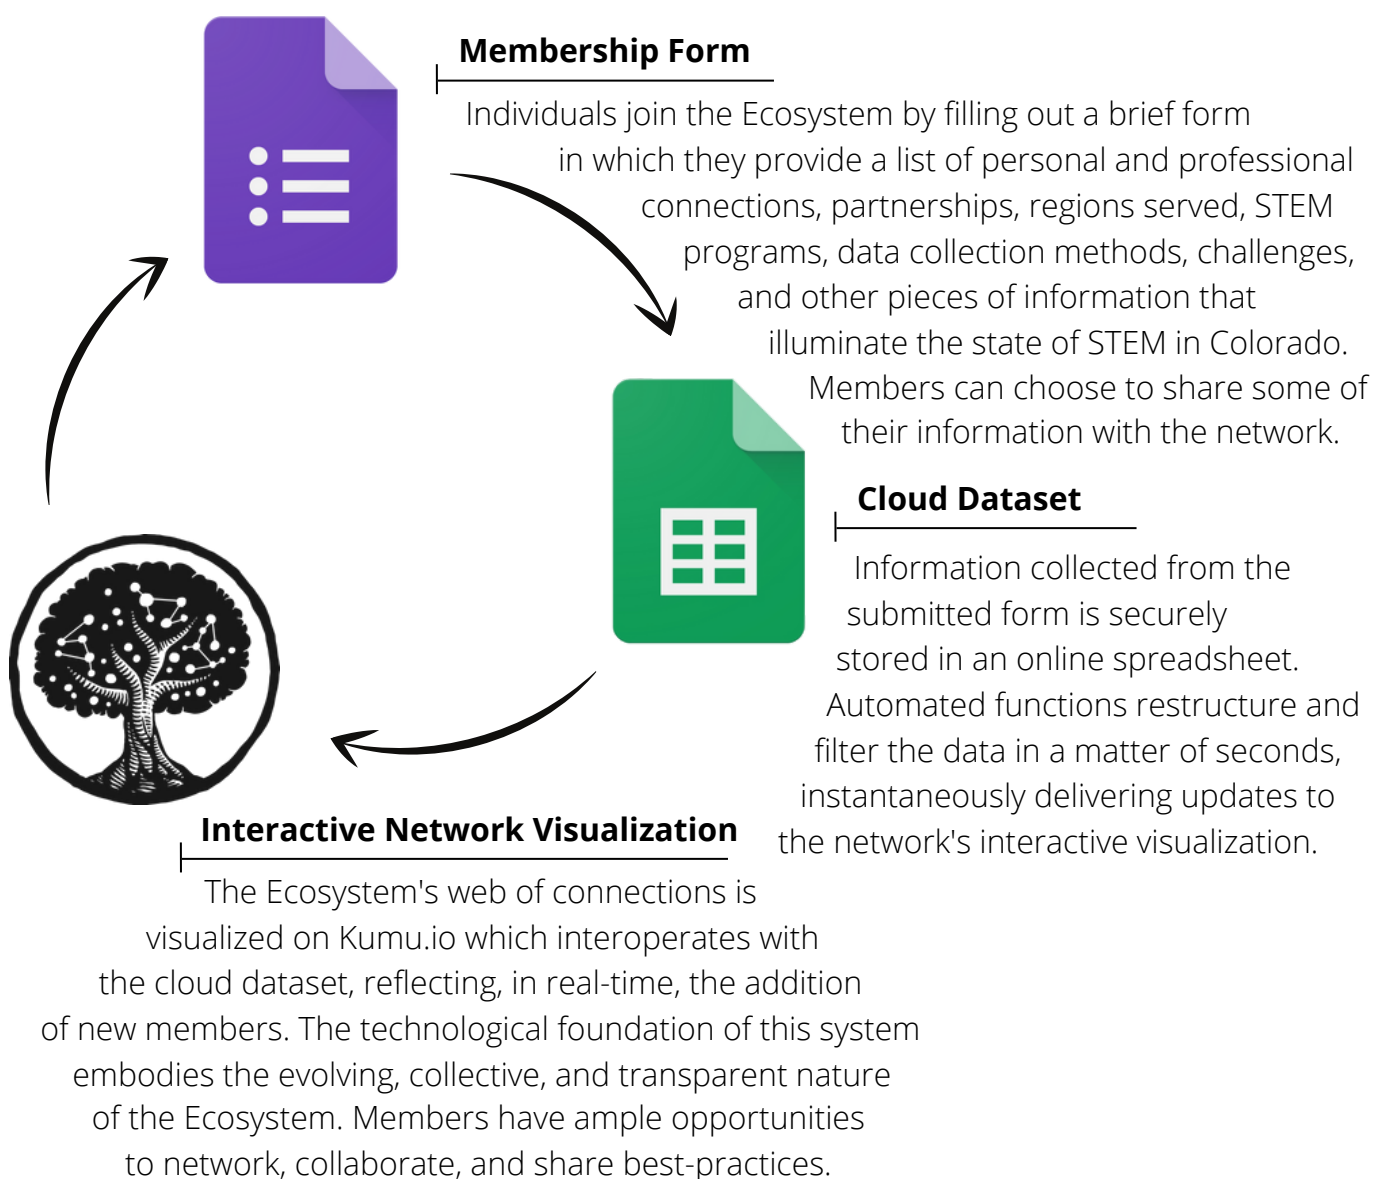 Membership Form
Individuals join the Ecosystem by filling out a brief form
in which they provide a list of personal and professional
connections, partnerships, regions served, STEM
programs, data collection methods, challenges,
and other pieces of information that
illuminate the state of STEM in Colorado.
Members can choose to share some of
their information with the network.
Cloud Dataset
Information collected from the
submitted form is securely
stored in an online spreadsheet.
Automated functions restructure and
filter the data in a matter of seconds,
instantaneously delivering updates to
the network's interactive visualization.
Interactive Network Visualization
The Ecosystem's web of connections is
visualized on Kumu.io which interoperates with
the cloud dataset, reflecting, in real-time, the addition
of new members. The technological foundation of this system
embodies the evolving, collective, and transparent nature
of the Ecosystem. Members have ample opportunities
to network, collaborate, and share best-practices.